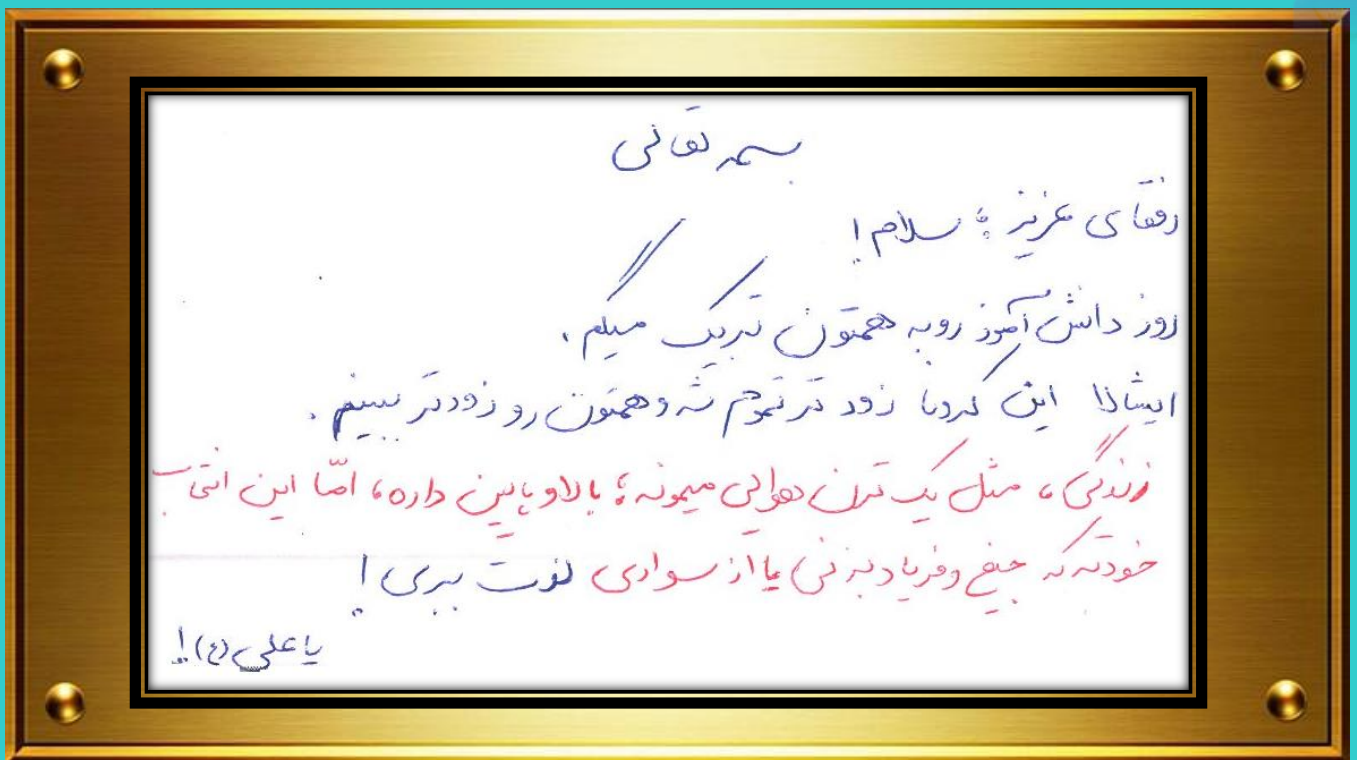 بسمه تعالی
رفقای عزیز؛ سلام!
روز دانش آموز رو به همتون تبریک میگم.
ایشالا این کرونا زودتر تموم شه و همتون رو زودتر ببینم.
زندگی، مثل یک ترن هوایی میمونه؛ بالا و پایین داره، امّا این انتخاب
خودته که جیغ و فریاد بزنی یا از سواری لذت ببری!
یا علی (ع)!